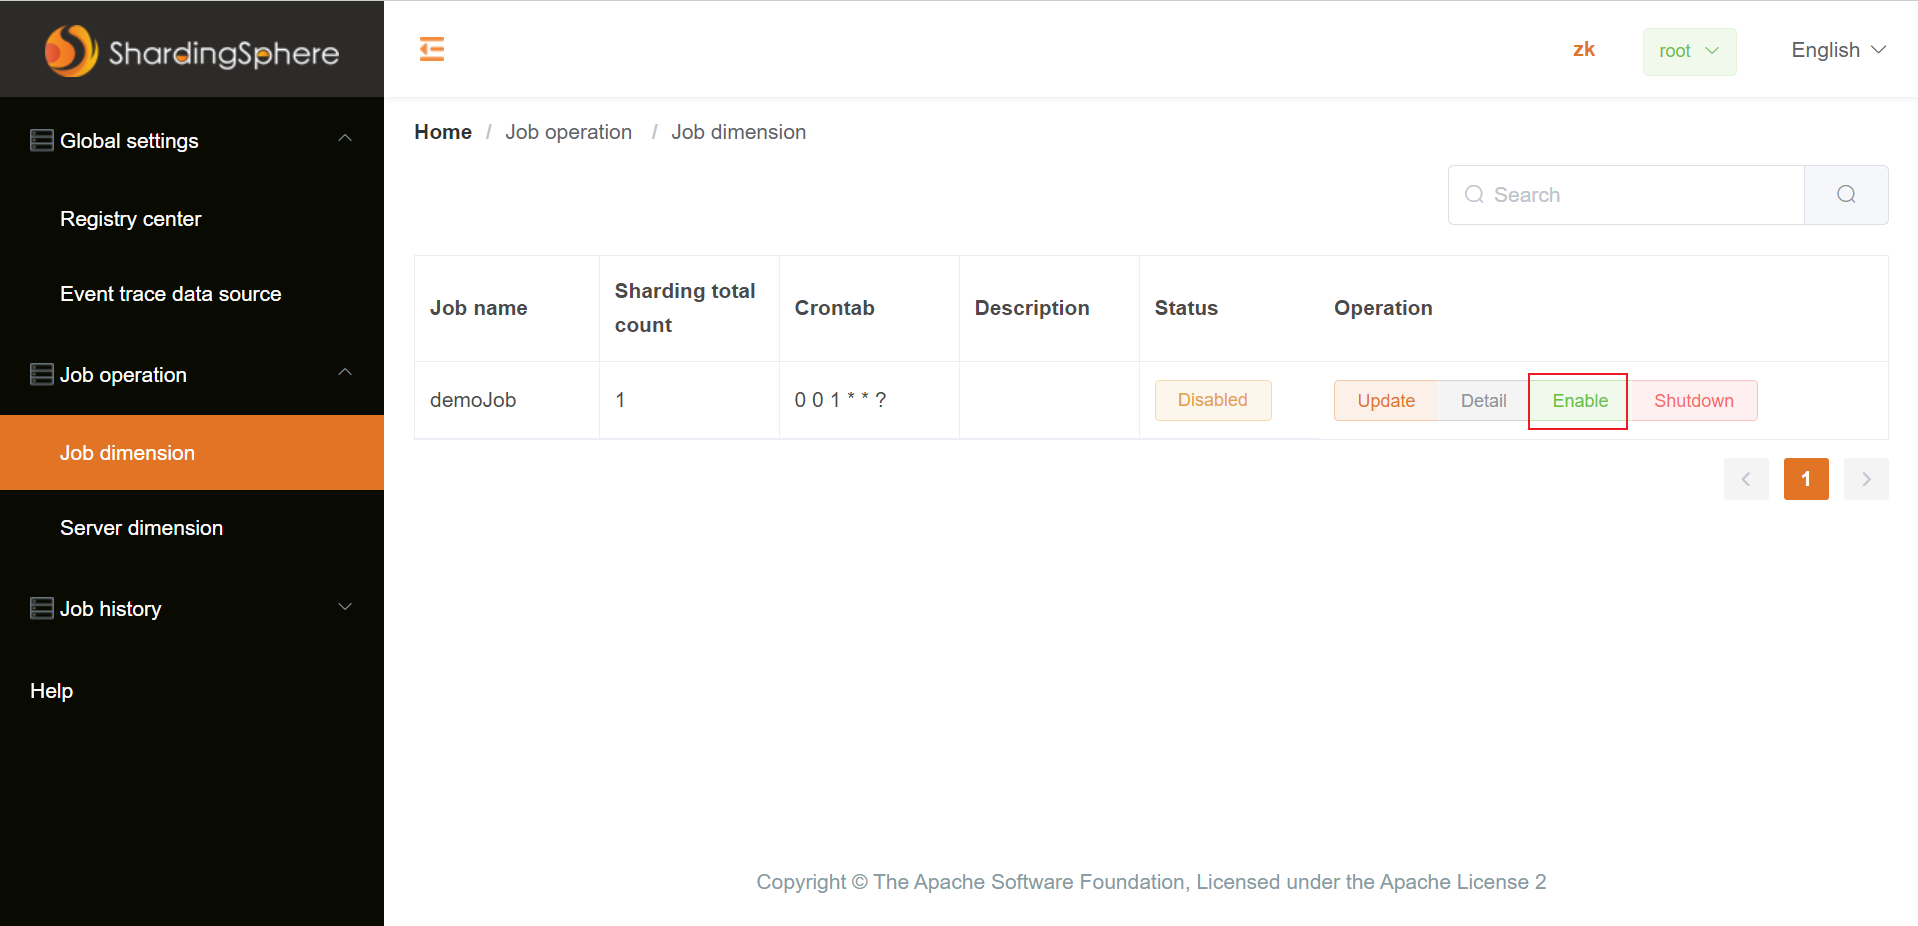 ShardingSphere
zk
root
English
Global settings
Registry center
Event trace data source
Job operation
Job dimension
Server dimension
Job history
Help
Home / Job operation / Job dimension
Search
Job name
Sharding total
count
Crontab
Description
Status
Operation
demoJob
1
0 0 1 * * ?
Disabled
Update
Detail
Enable
Shutdown
1
Copyright © The Apache Software Foundation, Licensed under the Apache License 2